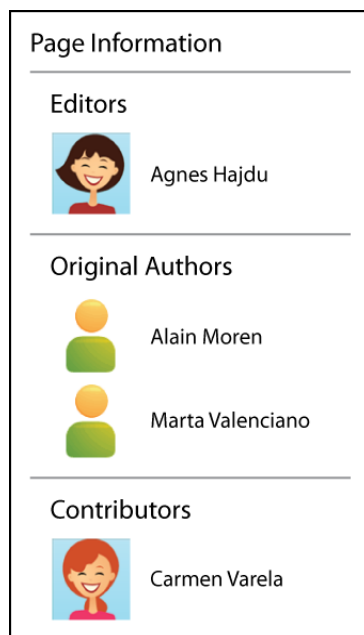 Page Information
Editors
Agnes Hajdu
Original Authors
Alain Moren
Marta Valenciano
Contributors
Carmen Varela